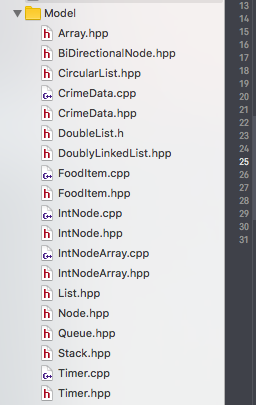 Model
Array.hpp
BiDirectionalNode.hpp
CircularList.hpp
CrimeData.cpp
CrimeData.hpp
DoubleList.h
DoublyLinkedList.hpp
FoodItem.cpp
FoodItem.hpp
IntNode.cpp
IntNode.hpp
IntNodeArray.cpp
IntNodeArray.hpp
List.hpp
Node.hpp
Queue.hpp
Stack.hpp
Timer.cpp
Timer.hpp
13
14
15
16
17
18
19
20
21
22
23
24
25
26
27
28
29
30
31